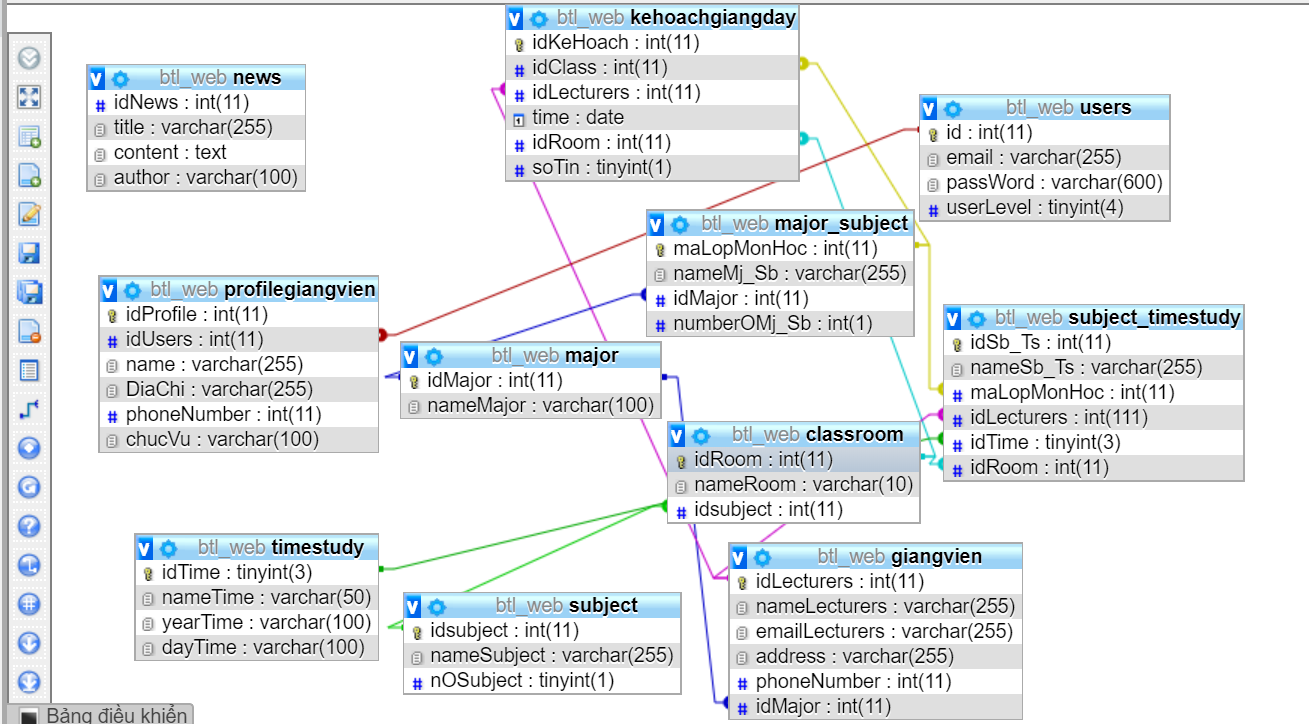 btl_web kehoachgiangday
idKeHoach : int(11)
idClass : int(11)
idLecturers : int(11)
time : date
idRoom : int(11)
soTin : tinyint(1)
btl_web news
idNews : int(11)
title : varchar(255)
content : text
author : varchar(100)
btl_web users
id : int(11)
email : varchar(255)
passWord : varchar(600)
userLevel : tinyint(4)
btl_web major_subject
maLopMonHoc : int(11)
nameMj_Sb : varchar(255)
idMajor : int(11)
numberOMj_Sb : int(1)
btl_web profilegiangvien
idProfile : int(11)
idUsers : int(11)
name : varchar(255)
DiaChi : varchar(255)
phoneNumber : int(11)
chucVu : varchar(100)
btl_web subject_timestudy
idSb_Ts : int(11)
nameSb_Ts : varchar(255)
maLopMonHoc : int(11)
idLecturers : int(111)
idTime : tinyint(3)
idRoom : int(11)
btl_web major
idMajor : int(11)
nameMajor : varchar(100)
btl_web classroom
idRoom : int(11)
nameRoom : varchar(10)
idsubject : int(11)
btl_web timestudy
idTime : tinyint(3)
nameTime : varchar(50)
yearTime : varchar(100)
dayTime : varchar(100)
btl_web subject
idsubject : int(11)
nameSubject : varchar(255)
nOSubject : tinyint(1)
btl_web giangvien
idLecturers : int(11)
nameLecturers : varchar(255)
emailLecturers : varchar(255)
address : varchar(255)
phoneNumber : int(11)
idMajor : int(11)
Bảng điều khiển